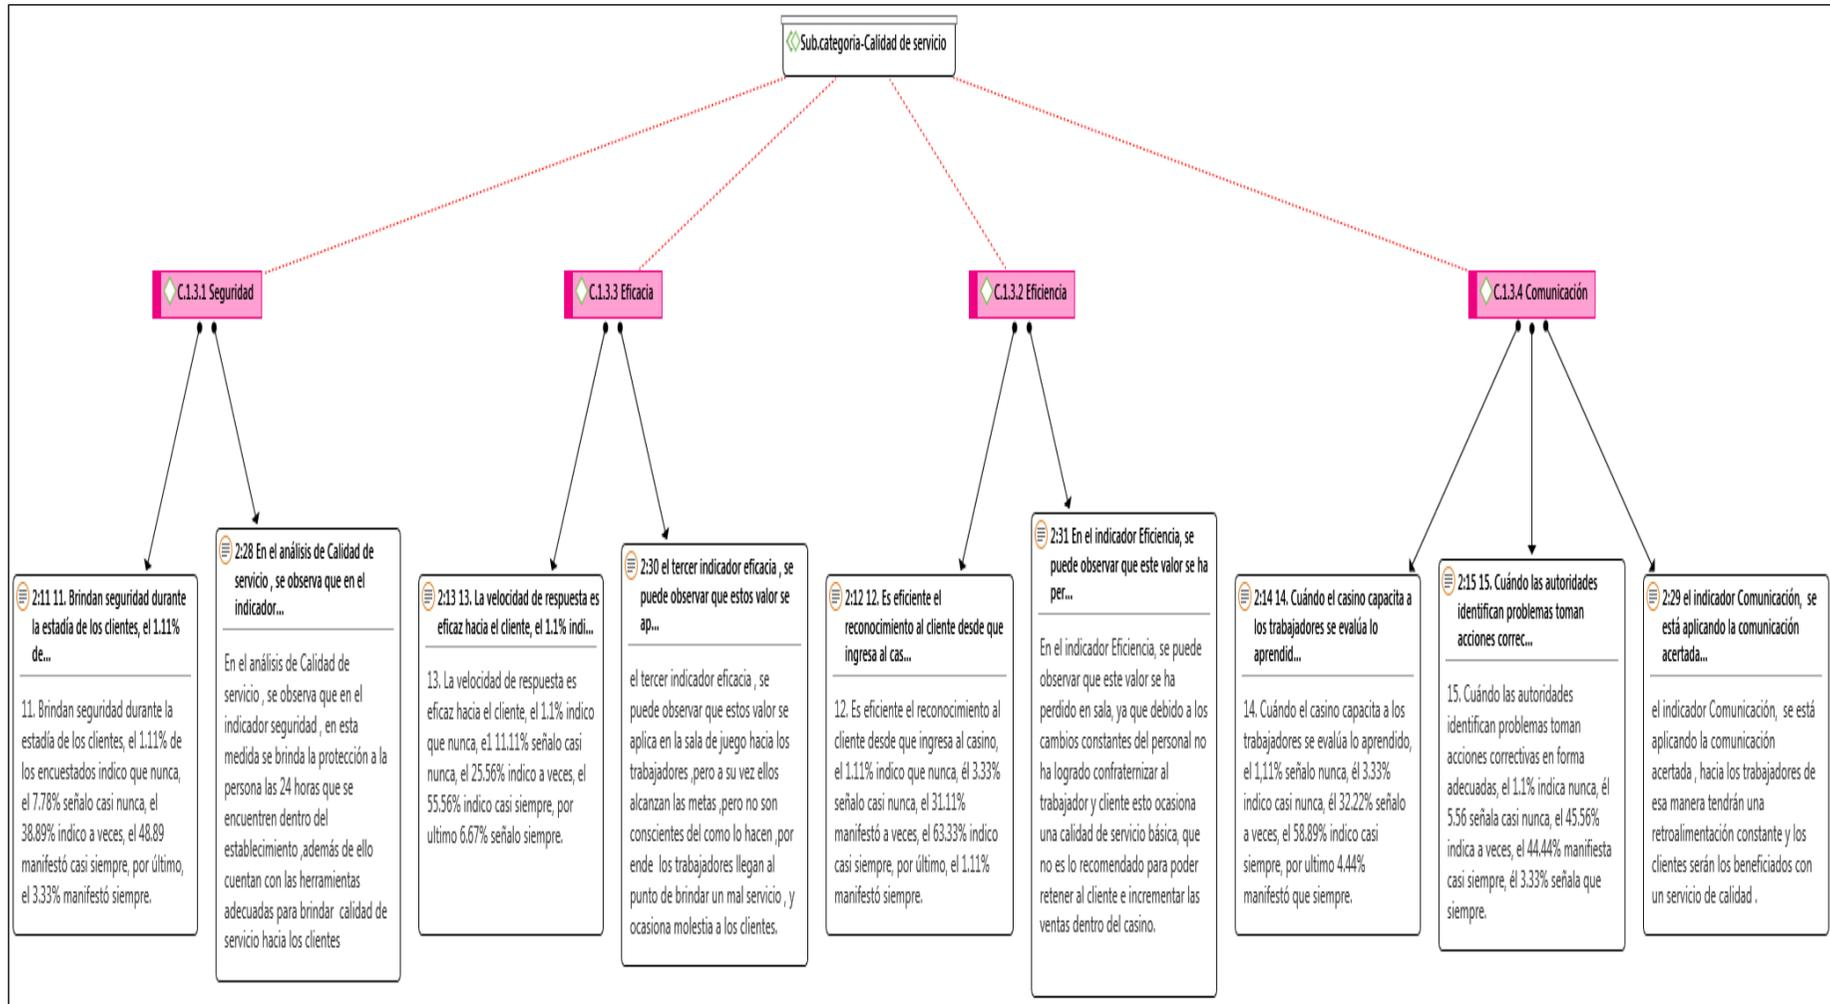 Sub.categoria-Calidad de servicio
C.1.3.1 Seguridad
C.1.3.3 Eficacia
C.1.3.2 Eficiencia
C.1.3.4 Comunicación
2:11 11. Brindan seguridad durante
la estadía de los clientes, el 1.11%
de...
11. Brindan seguridad durante la
estadía de los clientes, el 1.11% de
los encuestados indico que nunca,
el 7.78% señalo casi nunca, el
38.89% indico a veces, el 48.89
manifestó casi siempre, por último,
el 3.33% manifestó siempre.
2:28 En el análisis de Calidad de
servicio , se observa que en el
indicador...
En el análisis de Calidad de
servicio , se observa que en el
indicador seguridad , en esta
medida se brinda la protección a la
persona las 24 horas que se
encuentren dentro del
establecimiento ,además de ello
cuentan con las herramientas
adecuadas para brindar calidad de
servicio hacia los clientes
2:13 13. La velocidad de respuesta es
eficaz hacia el cliente, el 1.1% indi...
13. La velocidad de respuesta es
eficaz hacia el cliente, el 1.1% indico
que nunca, e1 11.11% señalo casi
nunca, el 25.56% indico a veces, el
55.56% indico casi siempre, por
ultimo 6.67% señalo siempre.
2:30 el tercer indicador eficacia , se
puede observar que estos valor se
ap...
el tercer indicador eficacia , se
puede observar que estos valor se
aplica en la sala de juego hacia los
trabajadores ,pero a su vez ellos
alcanzan las metas ,pero no son
conscientes del como lo hacen ,por
ende los trabajadores llegan al
punto de brindar un mal servicio , y
ocasiona molestia a los clientes.
2:12 12. Es eficiente el
reconocimiento al cliente desde que
ingresa al cas...
12. Es eficiente el reconocimiento al
cliente desde que ingresa al casino,
el 1.11% indico que nunca, él 3.33%
señalo casi nunca, el 31.11%
manifestó a veces, el 63.33% indico
casi siempre, por último, el 1.11%
manifestó siempre.
2:31 En el indicador Eficiencia, se
puede observar que este valor se ha
per...
En el indicador Eficiencia, se puede
observar que este valor se ha
perdido en sala, ya que debido a los
cambios constantes del personal no
ha logrado confraternizar al
trabajador y cliente esto ocasiona
una calidad de servicio básica, que
no es lo recomendado para poder
retener al cliente e incrementar las
ventas dentro del casino.
2:14 14. Cuándo el casino capacita a
los trabajadores se evalúa lo
aprendid...
14. Cuándo el casino capacita a los
trabajadores se evalúa lo aprendido,
el 1,11% señalo nunca, él 3.33%
indico casi nunca, él 32.22% señalo
a veces, el 58.89% indico casi
siempre, por ultimo 4.44%
manifestó que siempre.
2:15 15. Cuándo las autoridades
identifican problemas toman
acciones correc...
15. Cuándo las autoridades
identifican problemas toman
acciones correctivas en forma
adecuadas, el 1.1% indica nunca, él
5.56 señala casi nunca, el 45.56%
indica a veces, el 44.44% manifiesta
casi siempre, él 3.33% señala que
siempre.
2:29 el indicador Comunicación, se
está aplicando la comunicación
acertada...
el indicador Comunicación, se está
aplicando la comunicación
acertada , hacia los trabajadores de
esa manera tendrán una
retroalimentación constante y los
clientes serán los beneficiados con
un servicio de calidad .